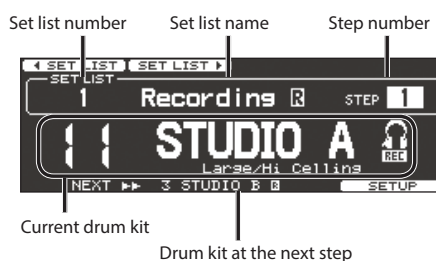 Set list number Set list name Step number
◀ SET LIST SET LIST ▶
SET LIST
1 Recording R STEP 1
11 STUDIO A REC
Large/Hi Celling
NEXT ▶▶ 3 STUDIO B R SETUP
Current drum kit
Drum kit at the next step